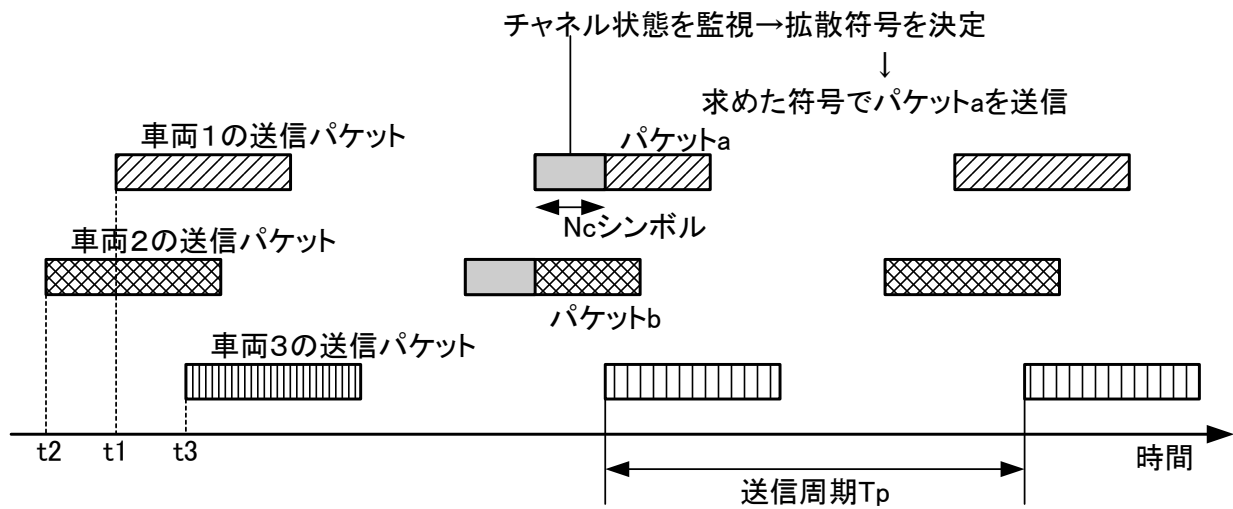 チャネル状態を監視→拡散符号を決定
↓
求めた符号でパケットaを送信
車両1の送信パケット
パケットa
Ncシンボル
車両2の送信パケット
パケットb
車両3の送信パケット
t2 t1 t3
時間
送信周期Tp